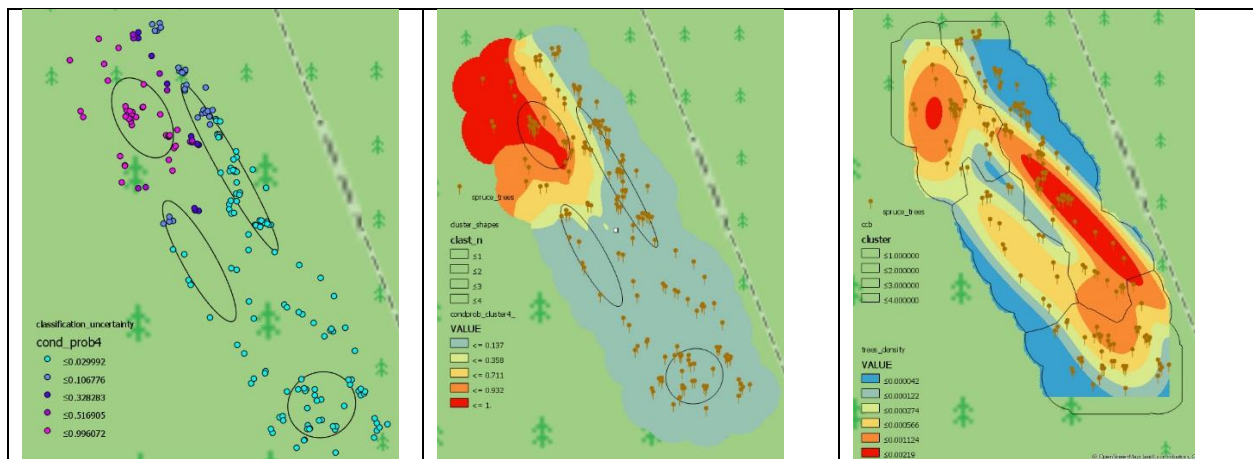 classification_uncertainty
cond_prob4
≤0.029992
≤0.106776
≤0.328283
≤0.516905
≤0.996072
spruce_trees
cluster_shapes
clast_n
≤1
≤2
≤3
≤4
condprob_cluster4_
VALUE
<= 0.137
<= 0.358
<= 0.711
<= 0.932
<= 1.
spruce_trees
ccb
cluster
≤1.000000
≤2.000000
≤3.000000
≤4.000000
trees_density
VALUE
≤0.000042
≤0.000122
≤0.000274
≤0.000566
≤0.001124
≤0.00219
© OpenStreetMap